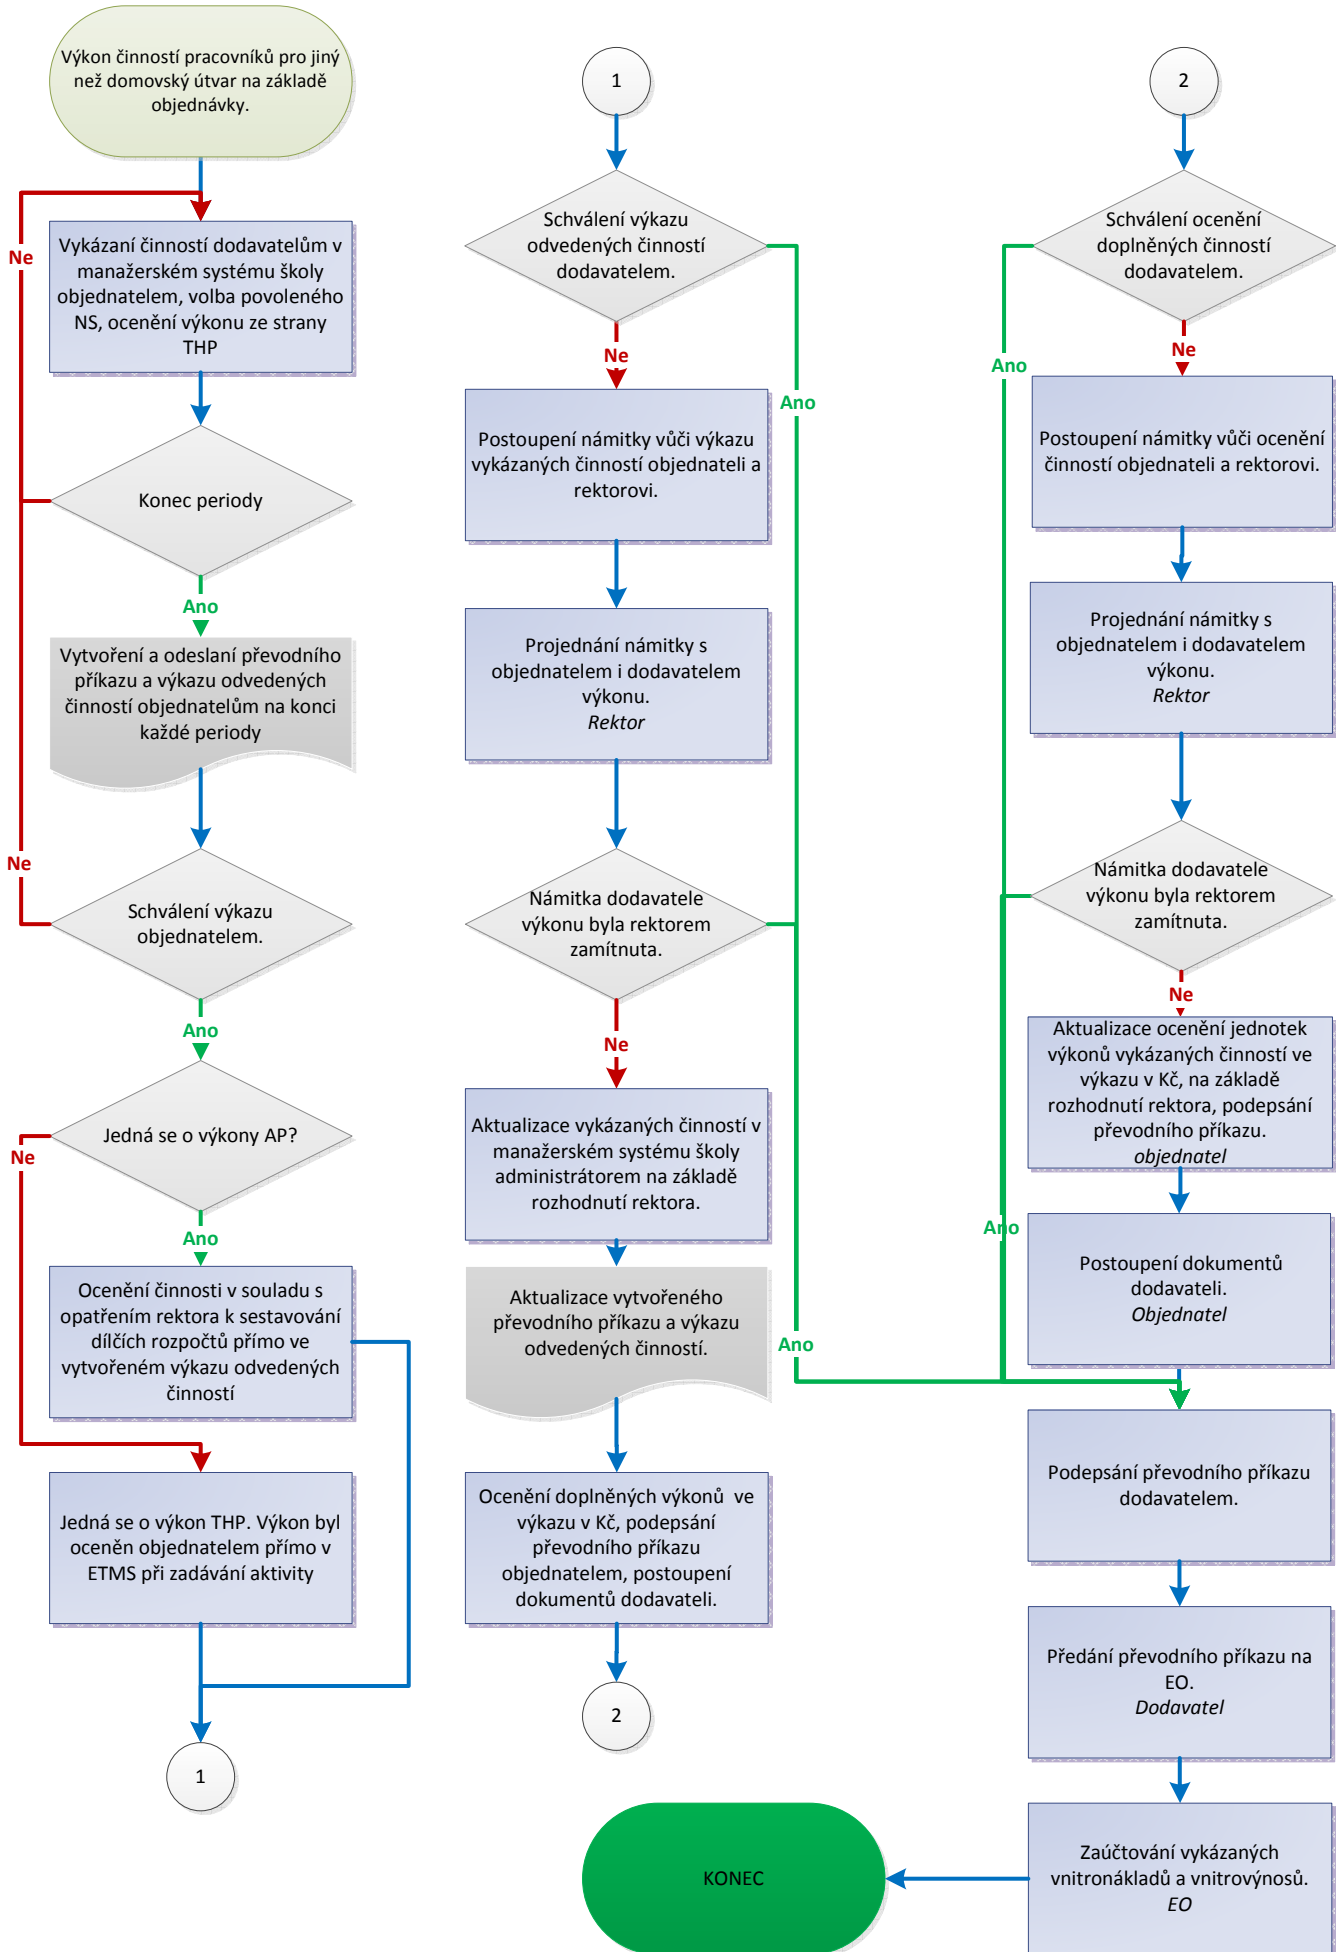 Výkon činností pracovníků pro jiný
než domovský útvar na základě
objednávky.
Ne
Vykázaní činností dodavatelům v
manažerském systému školy
objednatelem, volba povoleného
NS, ocenění výkonu ze strany
THP
Konec periody
Ano
Vytvoření a odeslaní převodního
příkazu a výkazu odvedených
činností objednatelům na konci
každé periody
Ne
Schválení výkazu
objednatelem.
Ano
Jedná se o výkony AP?
Ne
Ano
Ocenění činnosti v souladu s
opatřením rektora k sestavování
dílčích rozpočtů přímo ve
vytvořeném výkazu odvedených
činností
Jedná se o výkon THP. Výkon byl
oceněn objednatelem přímo v
ETMS při zadávání aktivity
1
1
Schválení výkazu
odvedených činností
dodavatelem.
Ne
Ano
Postoupení námitky vůči výkazu
vykázaných činností objednateli a
rektorovi.
Projednání námitky s
objednatelem i dodavatelem
výkonu.
Rektor
Námitka dodavatele
výkonu byla rektorem
zamítnuta.
Ne
Aktualizace vykázaných činností v
manažerském systému školy
administrátorem na základě
rozhodnutí rektora.
Aktualizace vytvořeného
převodního příkazu a výkazu
odvedených činností.
Ano
Ocenění doplněných výkonů  ve
výkazu v Kč, podepsání
převodního příkazu
objednatelem, postoupení
dokumentů dodavateli.
2
2
Schválení ocenění
doplněných činností
dodavatelem.
Ne
Ano
Postoupení námitky vůči ocenění
činností objednateli a rektorovi.
Projednání námitky s
objednatelem i dodavatelem
výkonu.
Rektor
Námitka dodavatele
výkonu byla rektorem
zamítnuta.
Ne
Aktualizace ocenění jednotek
výkonů vykázaných činností ve
výkazu v Kč, na základě
rozhodnutí rektora, podepsání
převodního příkazu.
objednatel
Ano
Postoupení dokumentů
dodavateli.
Objednatel
Podepsání převodního příkazu
dodavatelem.
Předání převodního příkazu na
EO.
Dodavatel
Zaúčtování vykázaných
vnitronákladů a vnitrovýnosů.
EO
KONEC